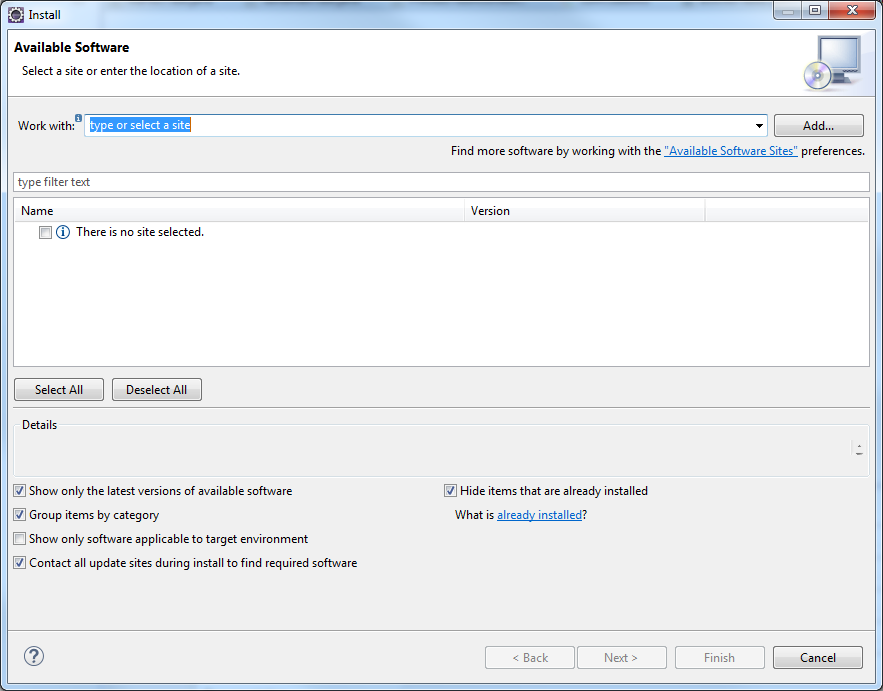 Install
Available Software
Select a site or enter the location of a site.
Work with: type or select a site Add...
Find more software by working with the "Available Software Sites" preferences.
type filter text
Name Version
There is no site selected.
Select All Deselect All
Details
Show only the latest versions of available software Hide items that are already installed
Group items by category What is already installed?
Show only software applicable to target environment
Contact all update sites during install to find required software
? < Back Next > Finish Cancel